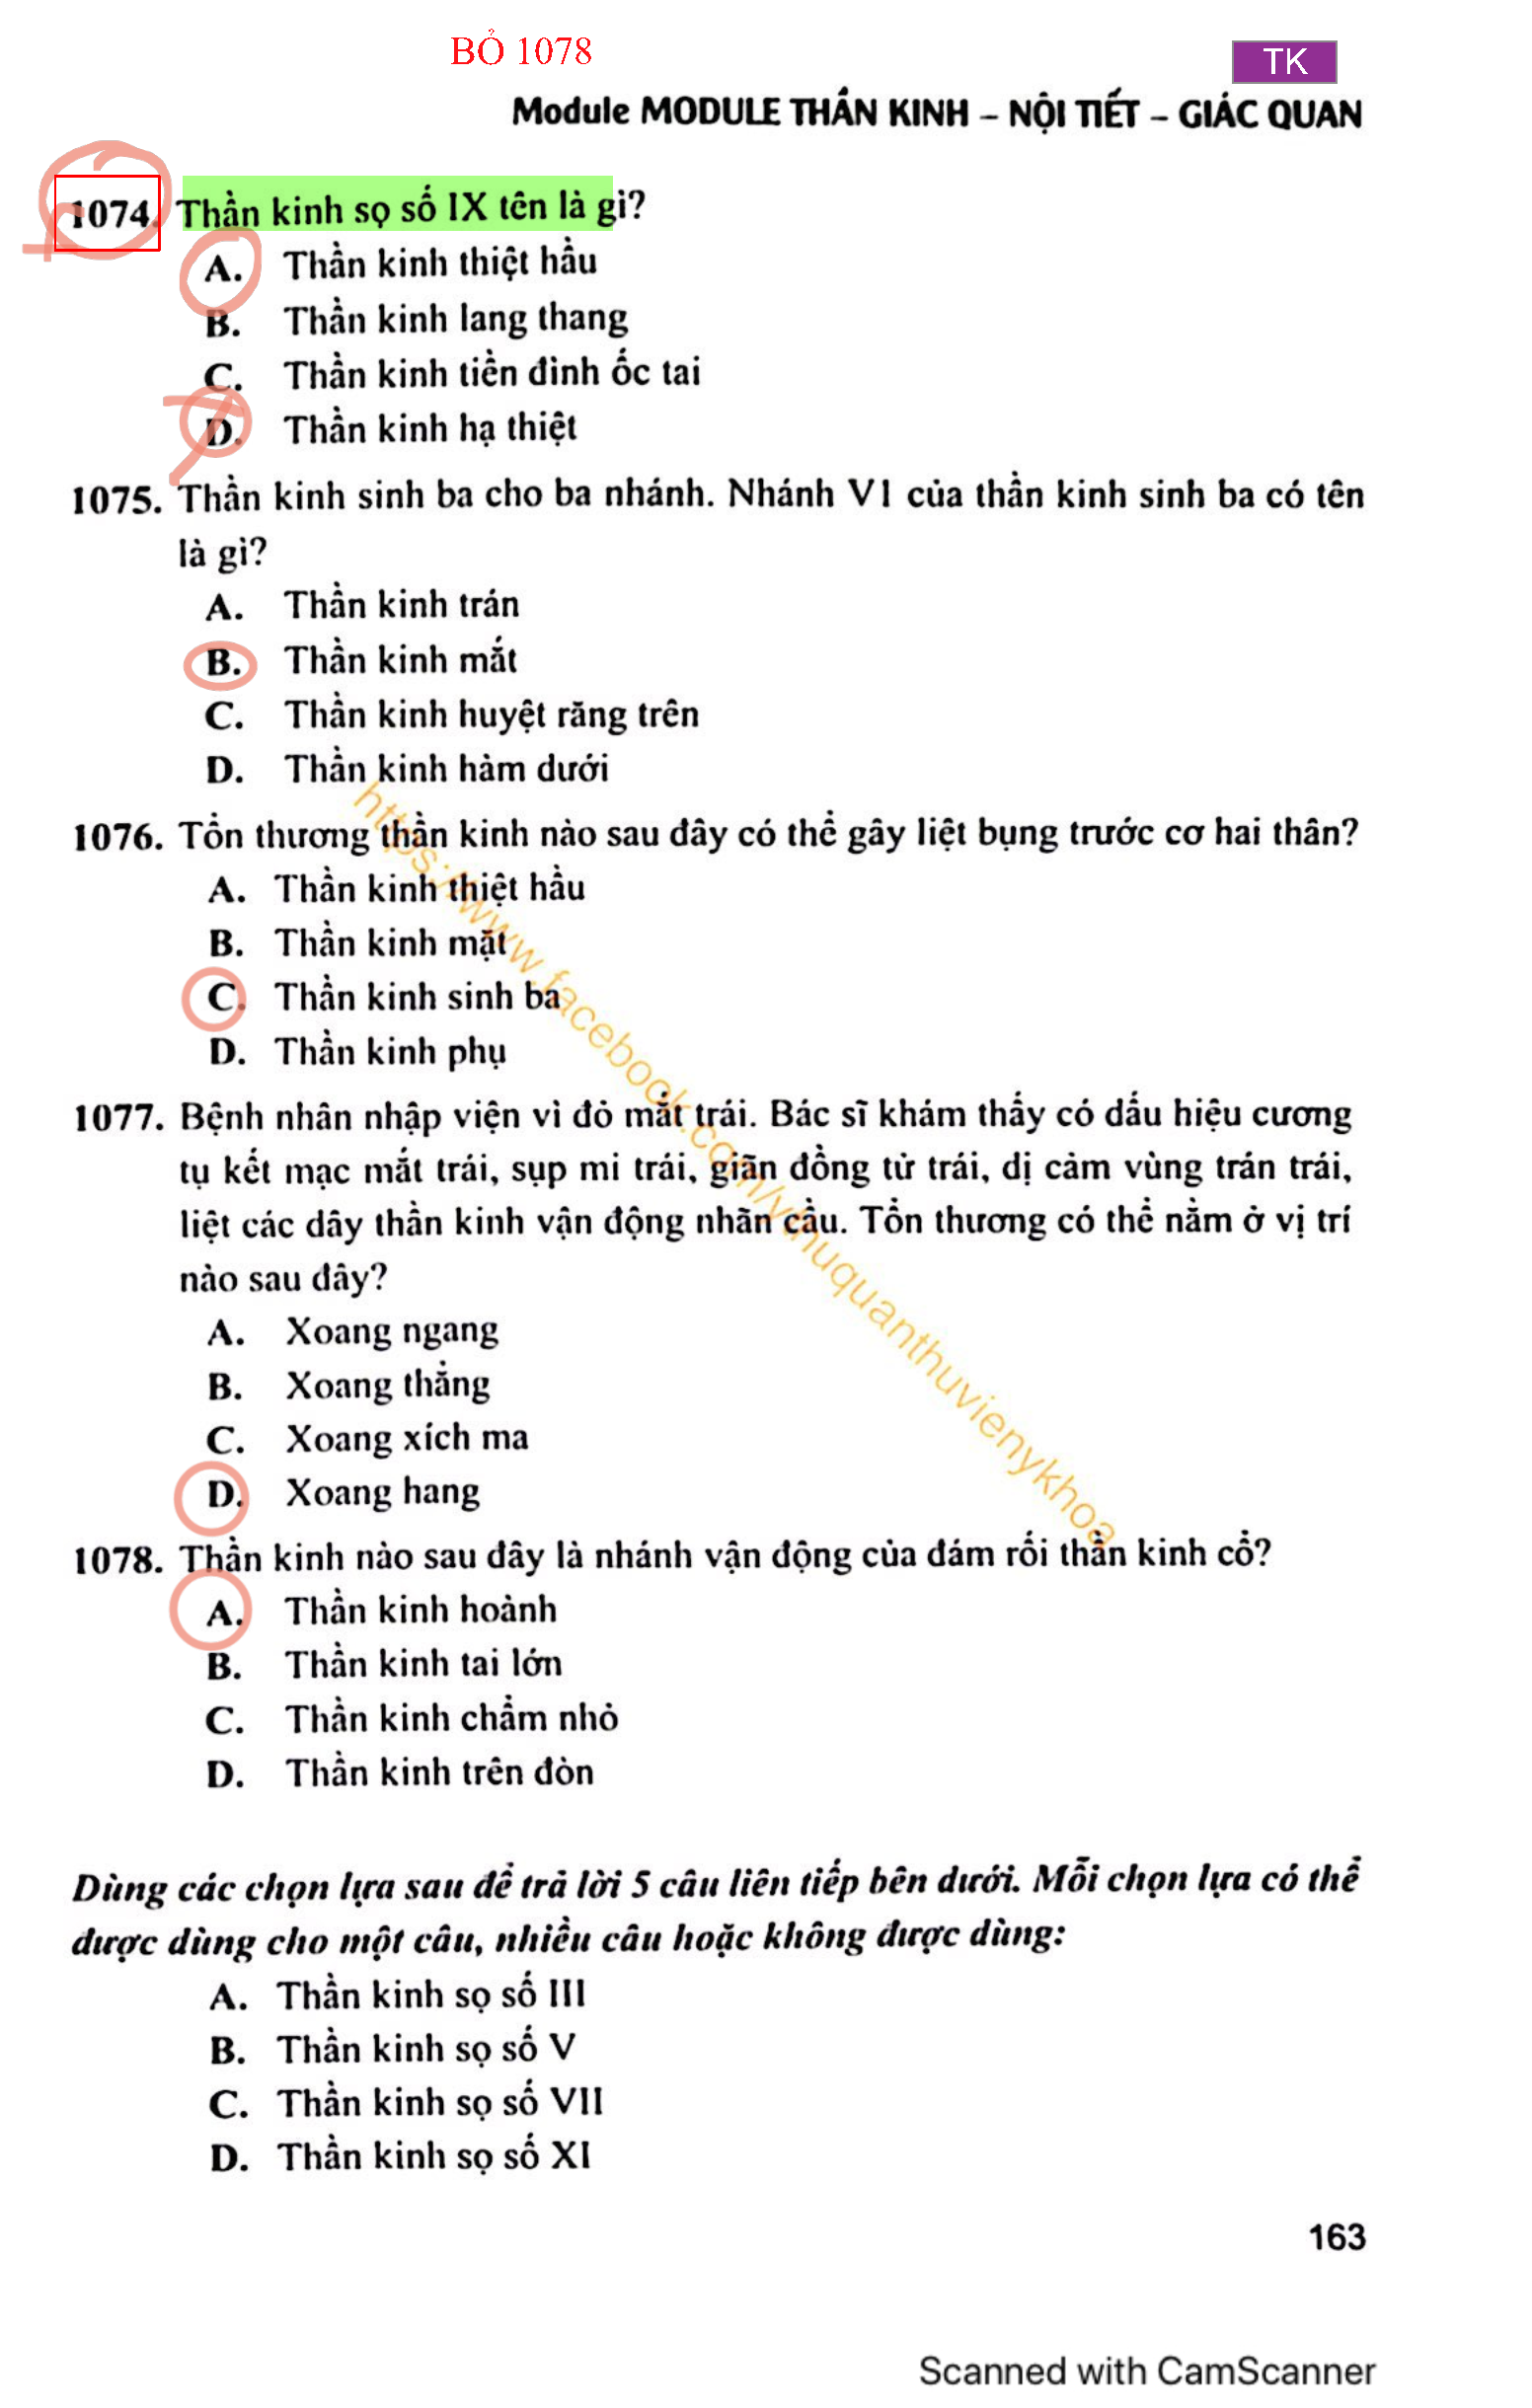 BỎ 1078
TK
Module MODULE THẦN KINH – NỘI TIẾT – GIÁC QUAN
1074. Thần kinh sọ số IX tên là gì?
A. Thần kinh thiệt hầu
B. Thần kinh lang thang
C. Thần kinh tiền đình ốc tai
D. Thần kinh hạ thiệt
1075. Thần kinh sinh ba cho ba nhánh. Nhánh V1 của thần kinh sinh ba có tên
là gì?
A. Thần kinh trán
B. Thần kinh mắt
C. Thần kinh huyệt răng trên
D. Thần kinh hàm dưới
1076. Tổn thương thần kinh nào sau đây có thể gây liệt bụng trước cơ hai thân?
A. Thần kinh thiệt hầu
B. Thần kinh mặt
C. Thần kinh sinh ba
D. Thần kinh phụ
1077. Bệnh nhân nhập viện vì đỏ mắt trái. Bác sĩ khám thấy có dấu hiệu cương
tụ kết mạc mắt trái, sụp mi trái, giãn đồng tử trái, dị cảm vùng trán trái,
liệt các dây thần kinh vận động nhãn cầu. Tổn thương có thể nằm ở vị trí
nào sau đây?
A. Xoang ngang
B. Xoang thẳng
C. Xoang xích ma
D. Xoang hang
1078. Thần kinh nào sau đây là nhánh vận động của đám rối thần kinh cổ?
A. Thần kinh hoành
B. Thần kinh tai lớn
C. Thần kinh chẩm nhỏ
D. Thần kinh trên đòn
Dùng các chọn lựa sau để trả lời 5 câu liên tiếp bên dưới. Mỗi chọn lựa có thể
được dùng cho một câu, nhiều câu hoặc không được dùng:
A. Thần kinh sọ số III
B. Thần kinh sọ số V
C. Thần kinh sọ số VII
D. Thần kinh sọ số XI
https://www.facebook.com/ythuquanthuvienykhoa
163
Scanned with CamScanner